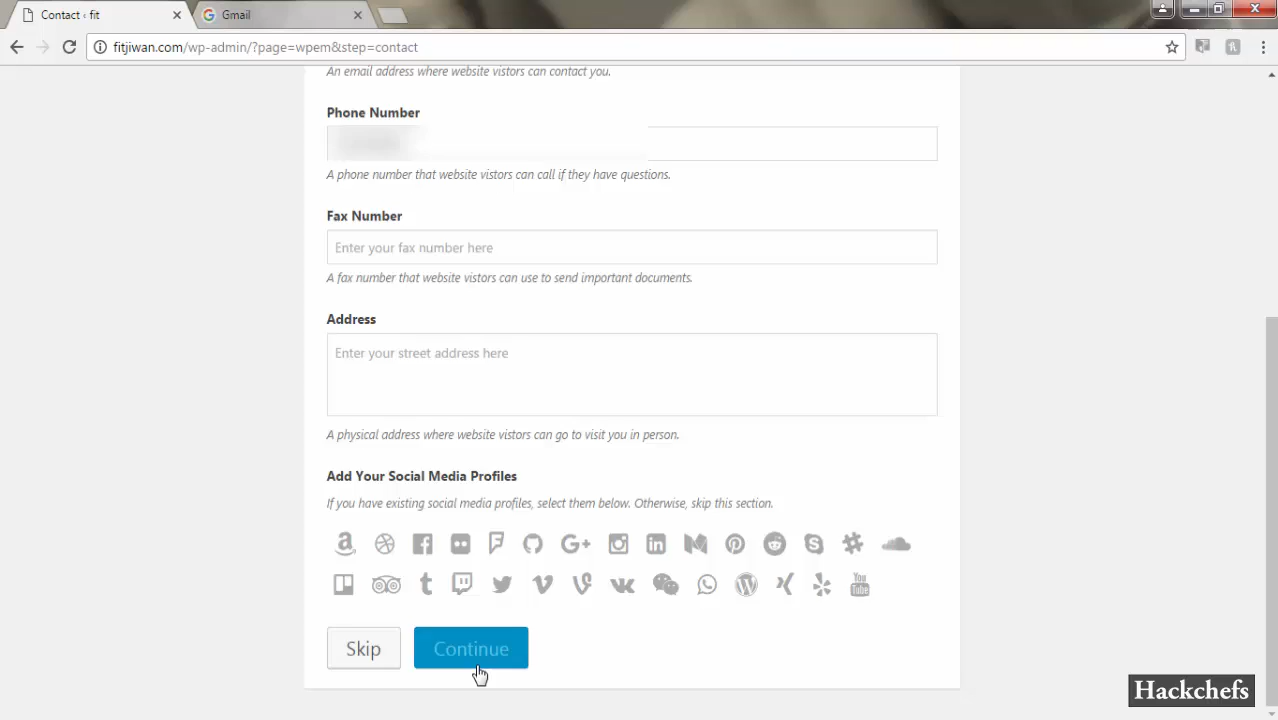 Contact ‹ fit
Gmail
fitjiwan.com/wp-admin/?page=wpem&step=contact
An email address where website vistors can contact you.
Phone Number
A phone number that website vistors can call if they have questions.
Fax Number
Enter your fax number here
A fax number that website vistors can use to send important documents.
Address
Enter your street address here
A physical address where website vistors can go to visit you in person.
Add Your Social Media Profiles
If you have existing social media profiles, select them below. Otherwise, skip this section.
You Tube
Skip
Continue
Hackchefs